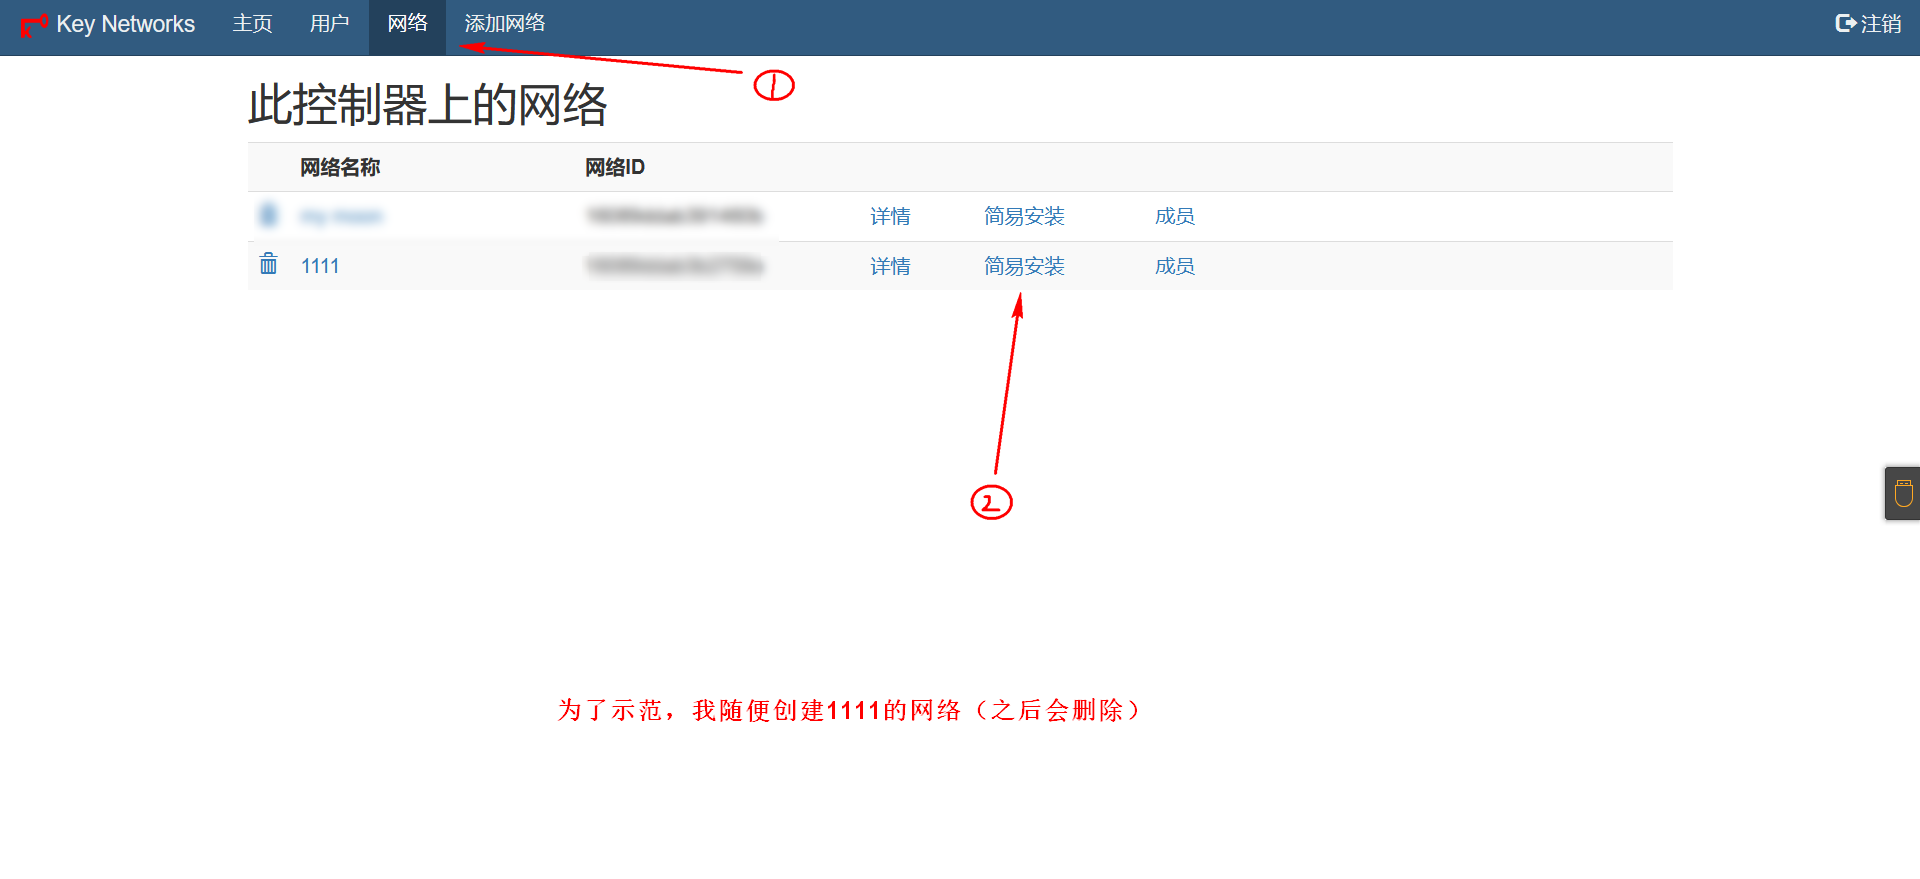 Key Networks 主页 用户 网络 添加网络 注销
①
此控制器上的网络
网络名称 网络ID
详情 简易安装 成员
1111 详情 简易安装 成员
②
为了示范，我随便创建1111的网络（之后会删除）